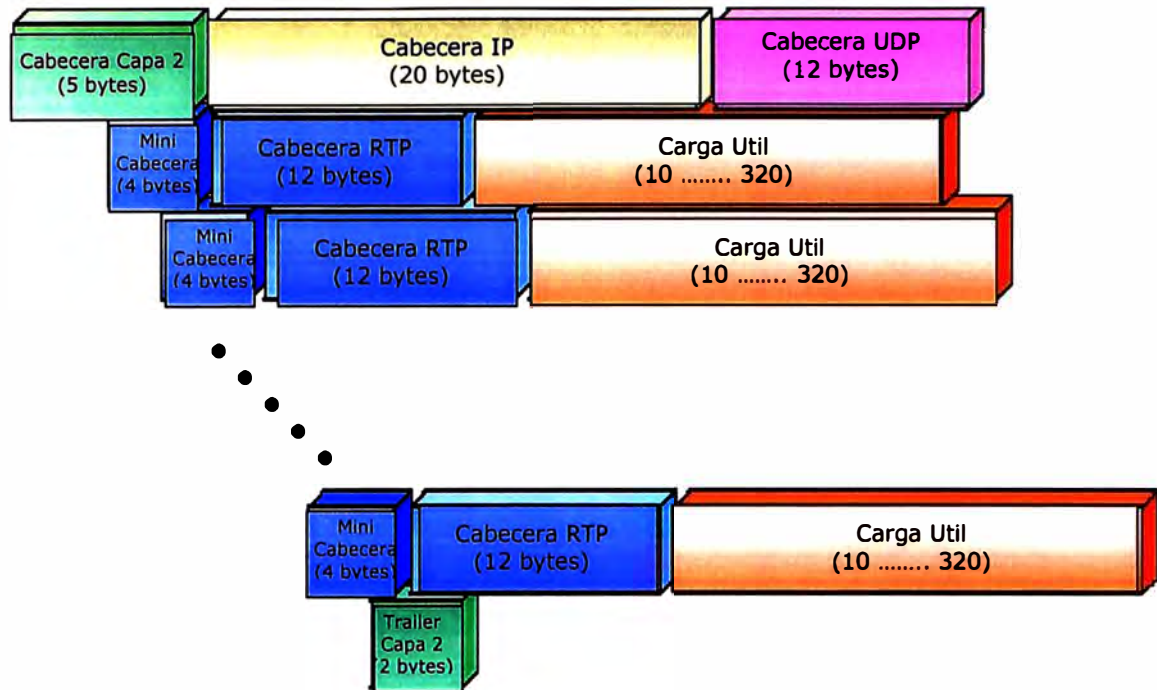 Cabecera Capa 2
(5 bytes)
Cabecera IP
(20 bytes)
Cabecera UDP
(12 bytes)
Mini
Cabecera
(4 bytes)
Cabecera RTP
(12 bytes)
Carga Util
(10 ........ 320)
Mini
Cabecera
(4 bytes)
Cabecera RTP
(12 bytes)
Carga Util
(10 ........ 320)
Mini
Cabecera
(4 bytes)
Cabecera RTP
(12 bytes)
Carga Util
(10 ........ 320)
Trailer
Capa 2
(2 bytes)